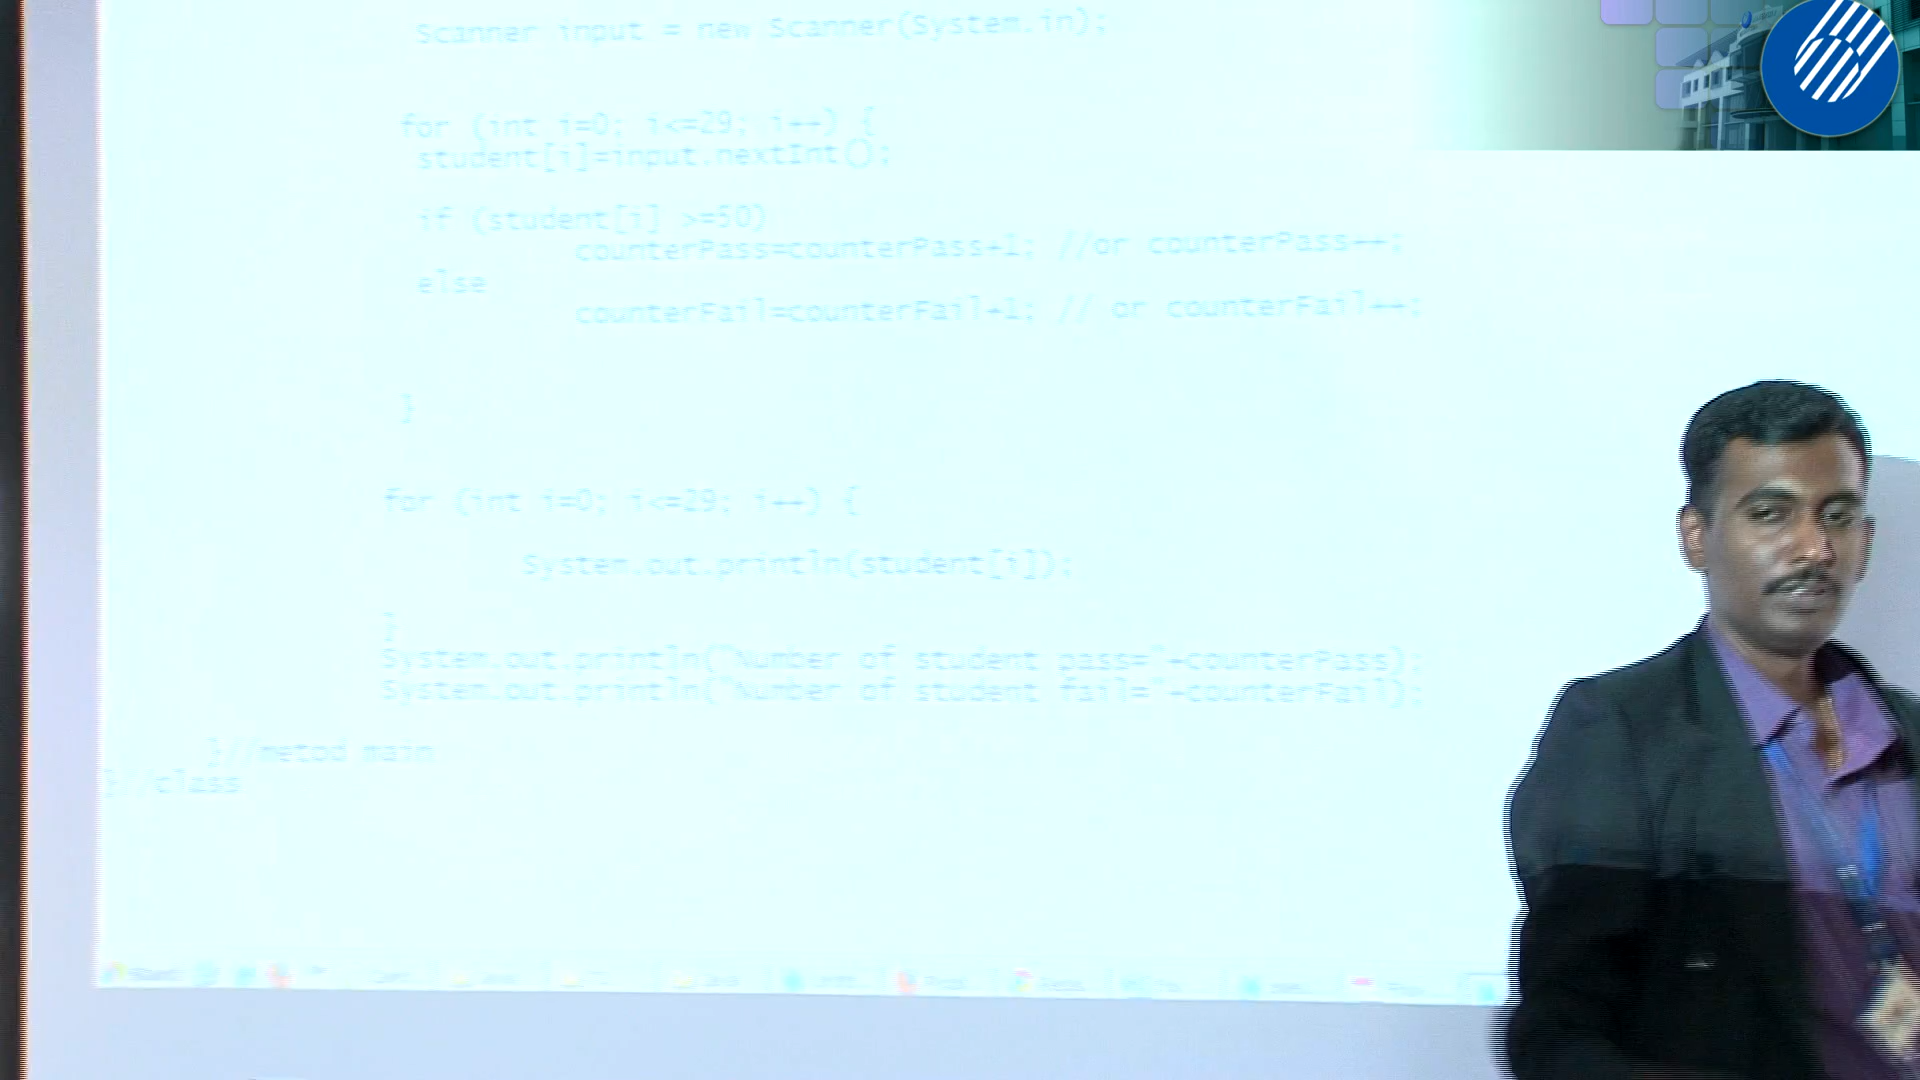 Scanner input = new Scanner(System.in);
for (int i=0; i<=29; i++) {
student[i]=input.nextInt();
if (student[i] >=50)
counterPass=counterPass+1; //or counterPass++;
else
counterFail=counterFail+1; // or counterFail++;
}
for (int i=0; i<=29; i++) {
System.out.println(student[i]);
}
System.out.println("Number of student pass="+counterPass);
System.out.println("Number of student fail="+counterFail);
}//metod main
}//class